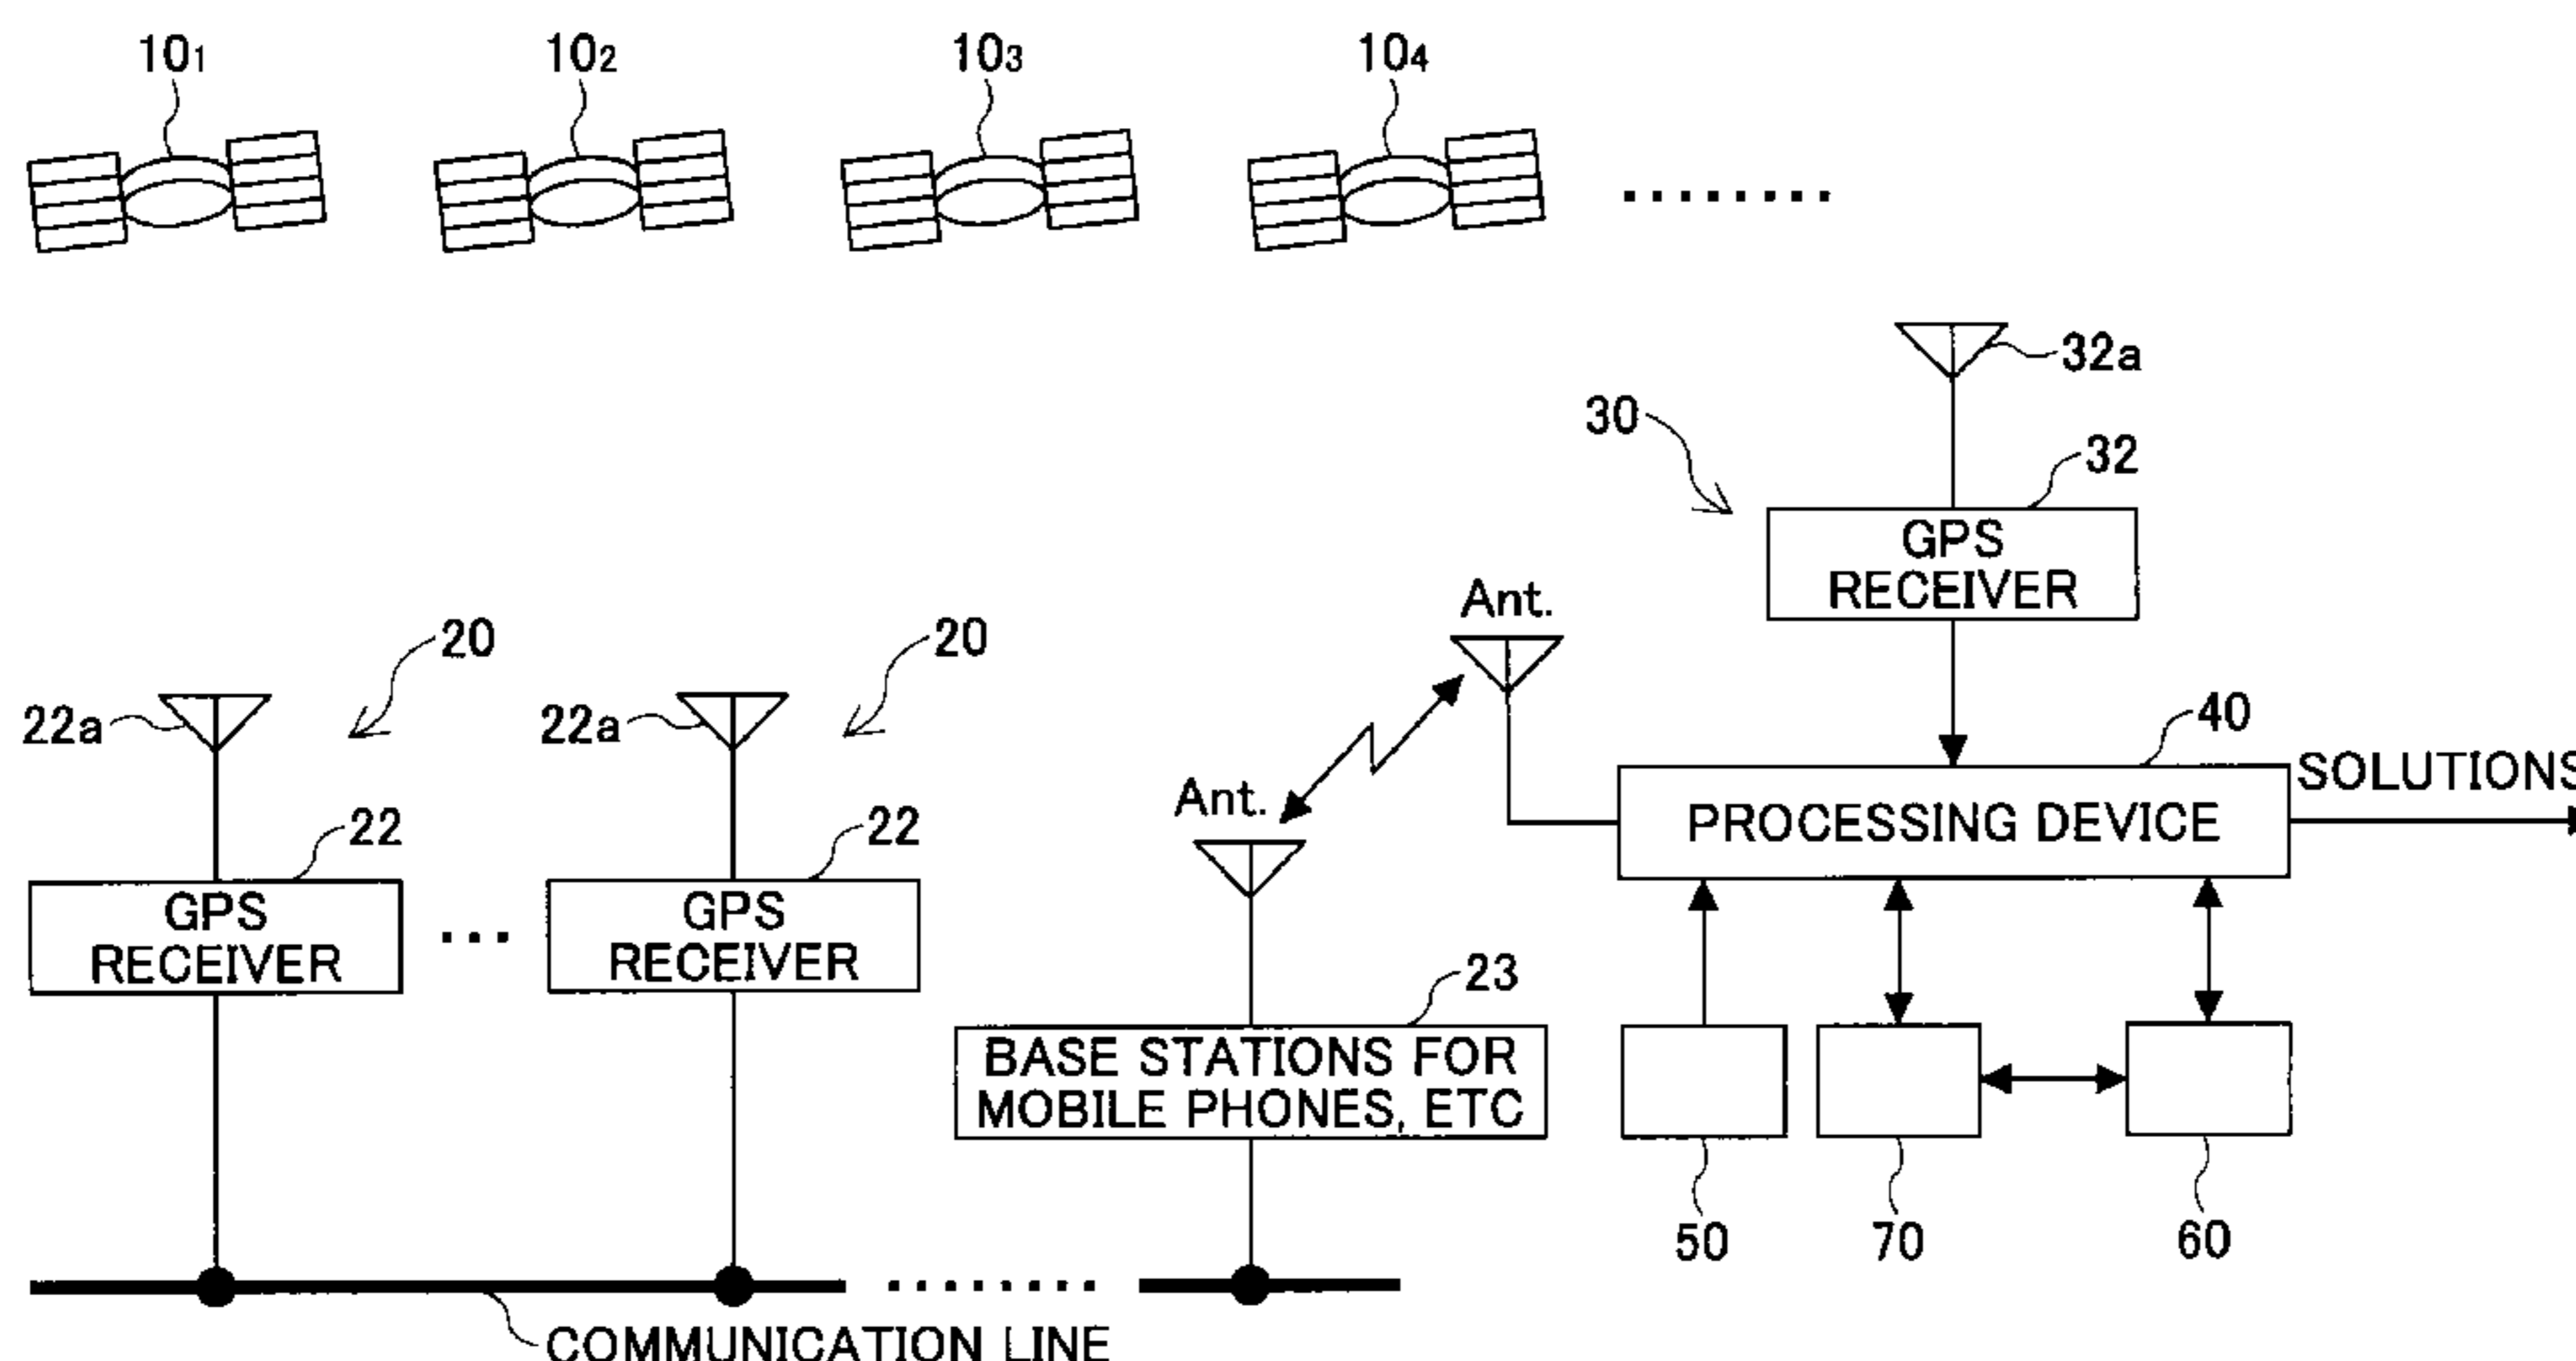 10₁ 10₂ 10₃ 10₄
32a
30
32
GPS
RECEIVER
Ant.
20 20
22a 22a
40
SOLUTIONS
Ant.
PROCESSING DEVICE
22 22
GPS
RECEIVER
GPS
RECEIVER
23
BASE STATIONS FOR
MOBILE PHONES, ETC
50 70 60
COMMUNICATION LINE